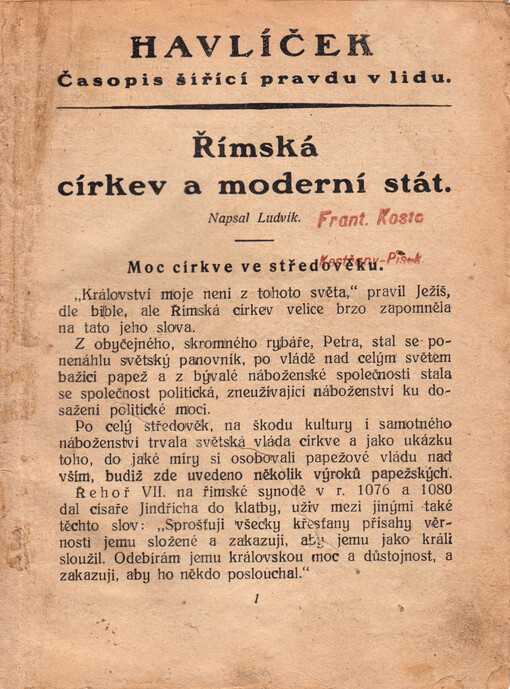 HAVLÍČEK
Časopis šířící pravdu v lidu.
Římská
církev a moderní stát.
Napsal Ludvík. Frant. Kostc
Kostřany-Písek
Moc církve ve středověku.
„Království moje není z tohoto světa,“ pravil Ježíš,
dle bible, ale Římská církev velice brzo zapomněla
na tato jeho slova.
Z obyčejného, skromného rybáře, Petra, stal se po-
nenáhlu světský panovník, po vládě nad celým světem
bažící papež a z bývalé náboženské společnosti stala
se společnost politická, zneužívající náboženství ku do-
sažení politické moci.
Po celý středověk, na škodu kultury i samotného
náboženství trvala světská vláda církve a jako ukázku
toho, do jaké míry si osobovali papežové vládu nad
vším, budiž zde uvedeno několik výroků papežských.
Řehoř VII. na římské synodě v r. 1076 a 1080
dal císaře Jindřicha do klatby, uživ mezi jinými také
těchto slov: „Sprošťuji všecky křesťany přísahy věr-
nosti jemu složené a zakazuji, aby jemu jako králi
sloužil. Odebírám jemu královskou moc a důstojnost, a
zakazuji, aby ho někdo poslouchal.“
1